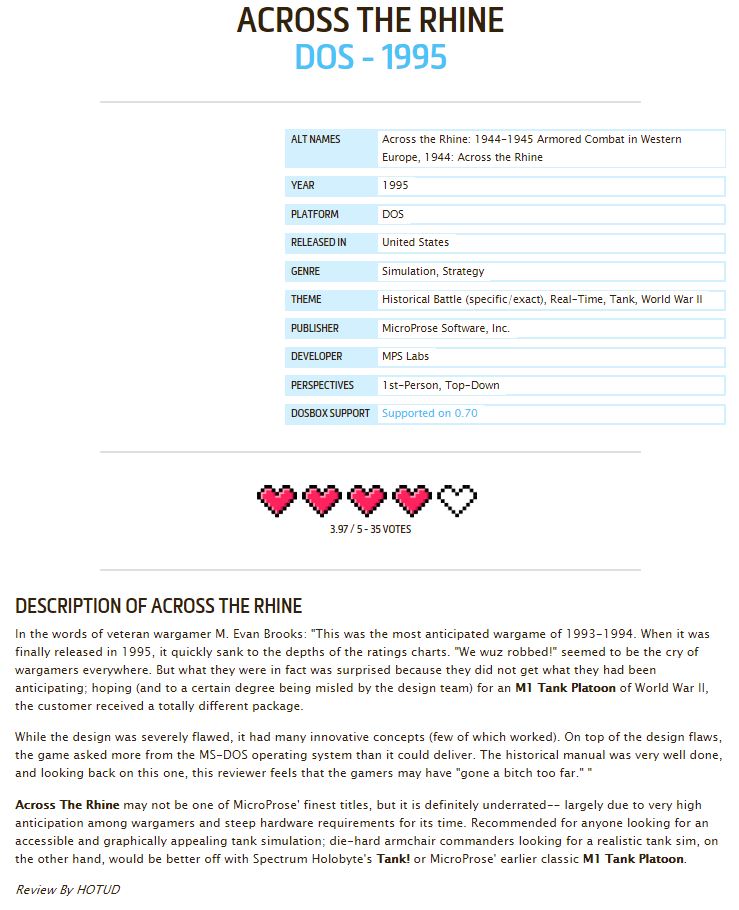 ACROSS THE RHINE
DOS - 1995
ALT NAMES Across the Rhine: 1944-1945 Armored Combat in Western
Europe, 1944: Across the Rhine
YEAR 1995
PLATFORM DOS
RELEASED IN United States
GENRE Simulation, Strategy
THEME Historical Battle (specific/exact), Real-Time, Tank, World War II
PUBLISHER MicroProse Software, Inc.
DEVELOPER MPS Labs
PERSPECTIVES 1st-Person, Top-Down
DOSBOX SUPPORT Supported on 0.70
3.97 / 5 - 35 VOTES
DESCRIPTION OF ACROSS THE RHINE
In the words of veteran wargamer M. Evan Brooks: "This was the most anticipated wargame of 1993-1994. When it was
finally released in 1995, it quickly sank to the depths of the ratings charts. "We wuz robbed!" seemed to be the cry of
wargamers everywhere. But what they were in fact was surprised because they did not get what they had been
anticipating; hoping (and to a certain degree being misled by the design team) for an M1 Tank Platoon of World War II,
the customer received a totally different package.
While the design was severely flawed, it had many innovative concepts (few of which worked). On top of the design flaws,
the game asked more from the MS-DOS operating system than it could deliver. The historical manual was very well done,
and looking back on this one, this reviewer feels that the gamers may have "gone a bitch too far." "
Across The Rhine may not be one of MicroProse' finest titles, but it is definitely underrated-- largely due to very high
anticipation among wargamers and steep hardware requirements for its time. Recommended for anyone looking for an
accessible and graphically appealing tank simulation; die-hard armchair commanders looking for a realistic tank sim, on
the other hand, would be better off with Spectrum Holobyte's Tank! or MicroProse' earlier classic M1 Tank Platoon.
Review By HOTUD